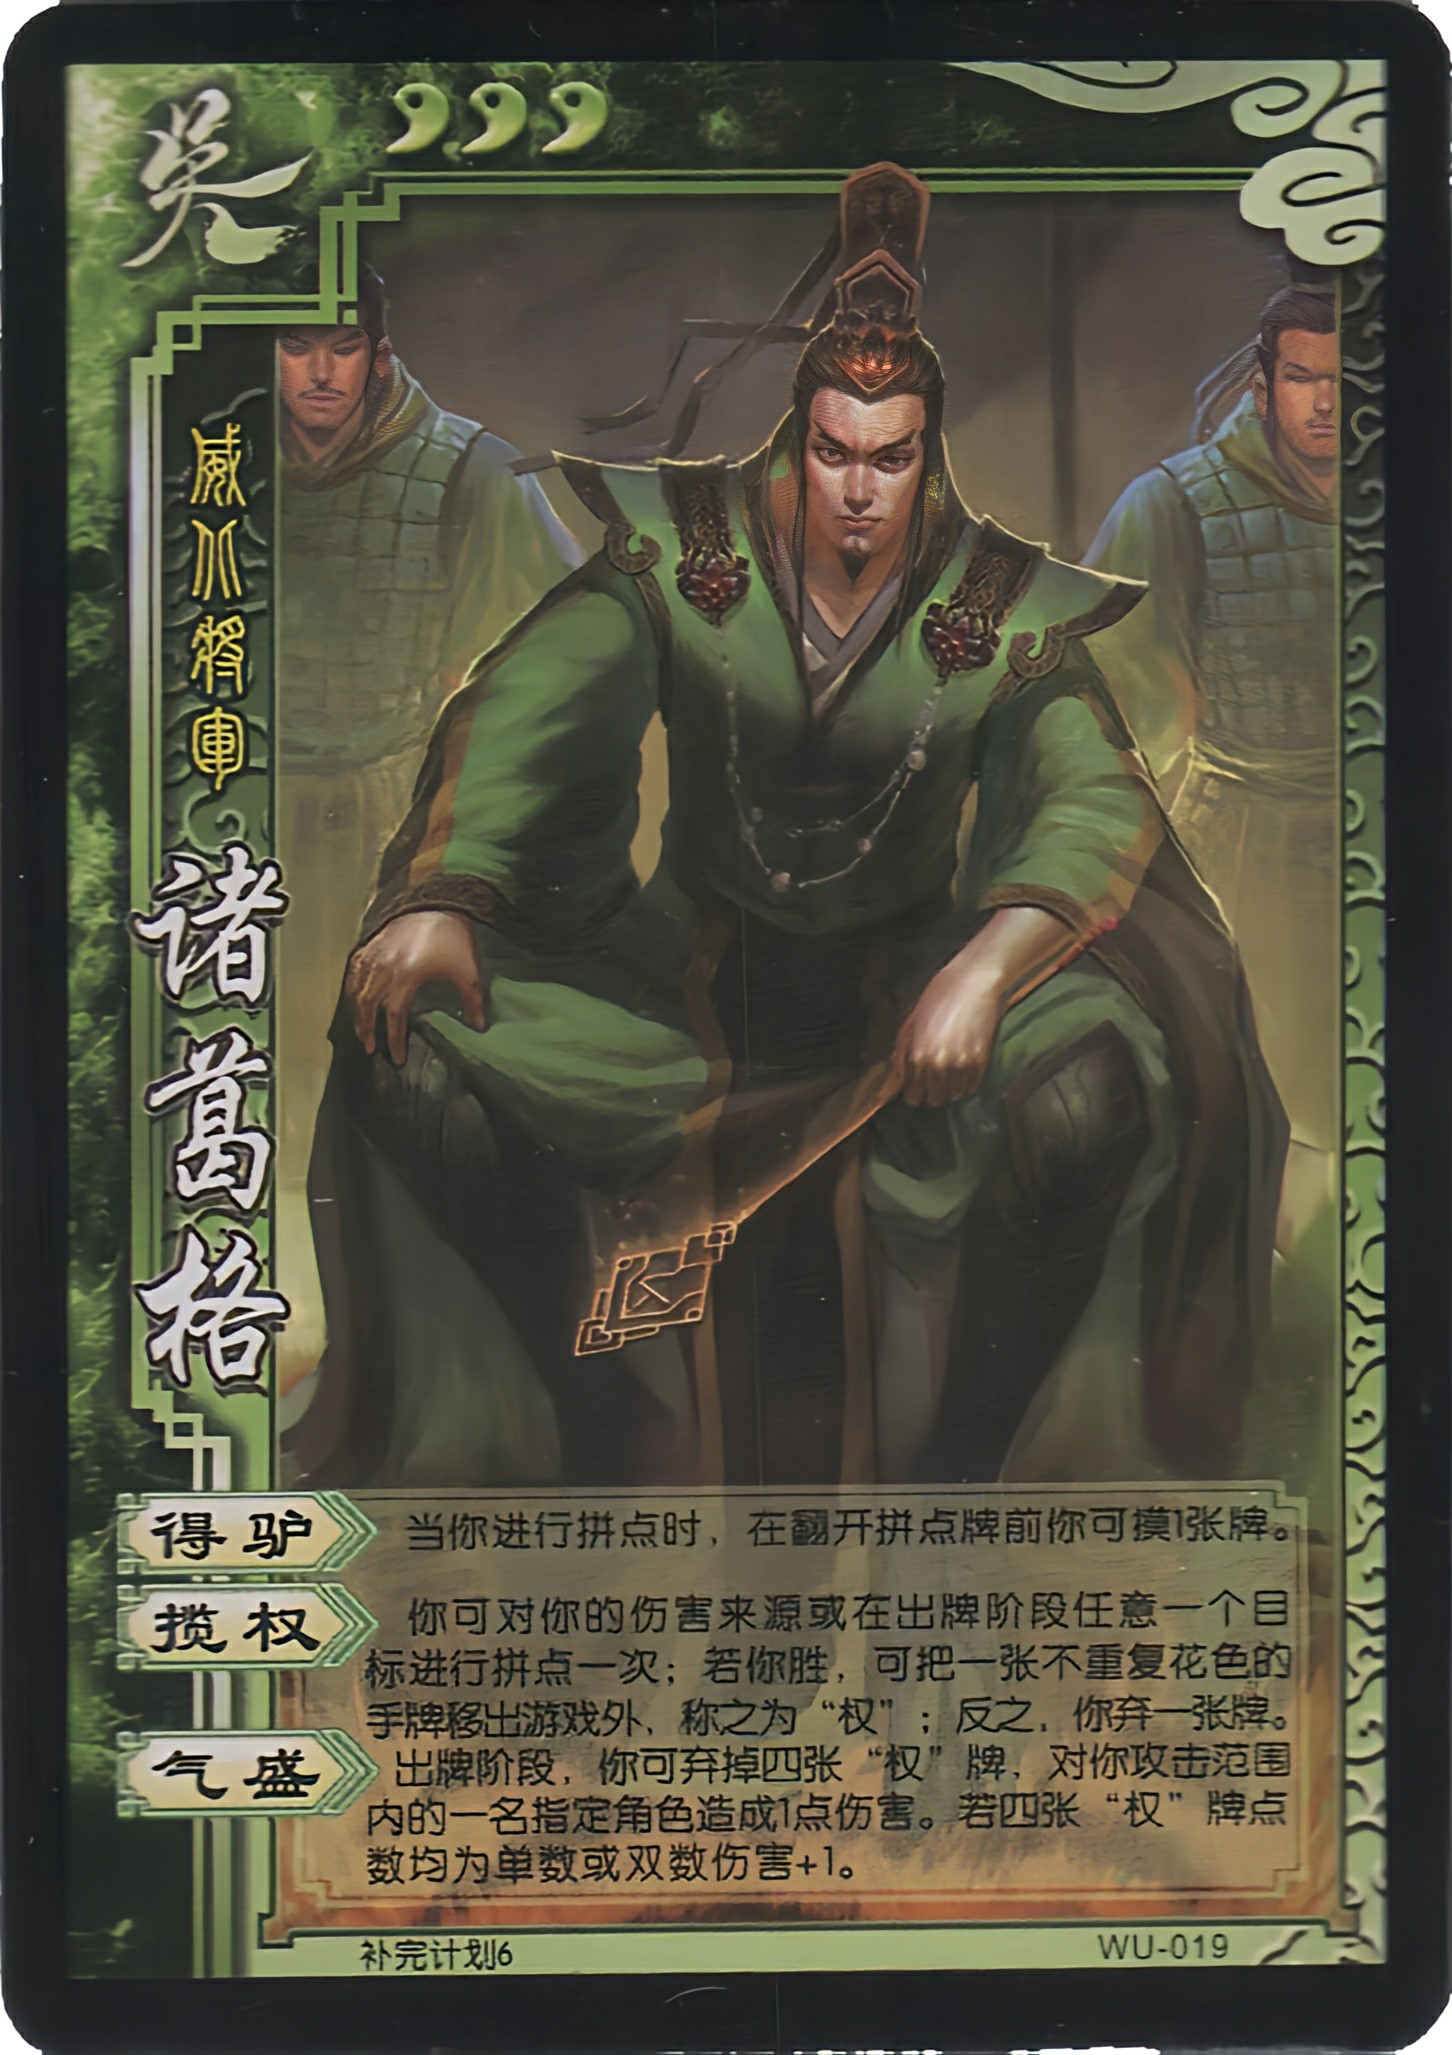 吴
威北將軍
诸葛格
得驴
当你进行拼点时，在翻开拼点牌前你可摸1张牌。
揽权
你可对你的伤害来源或在出牌阶段任意一个目
标进行拼点一次；若你胜，可把一张不重复花色的
手牌移出游戏外，称之为“权”；反之，你弃一张牌。
气盛
出牌阶段，你可弃掉四张“权”牌，对你攻击范围
内的一名指定角色造成1点伤害。若四张“权”牌点
数均为单数或双数伤害+1。
补完计划6
WU-019